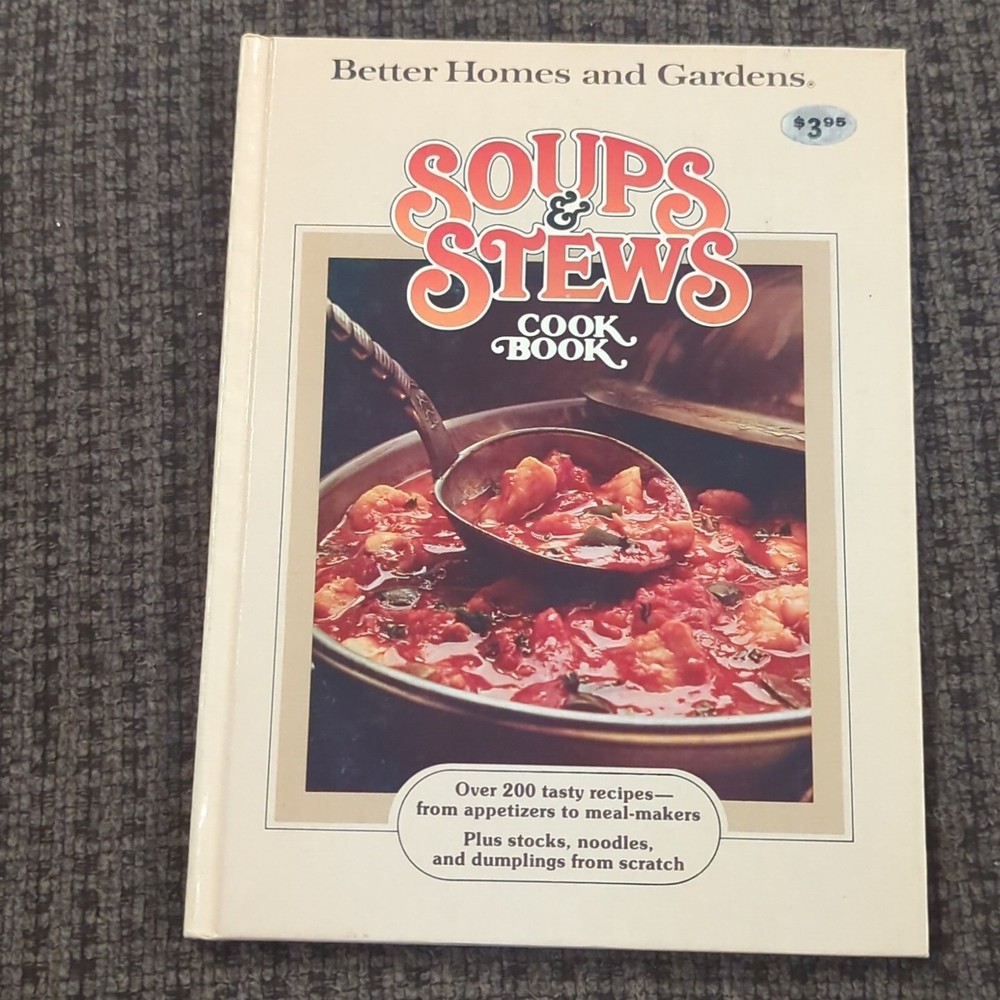 Better Homes and Gardens®
$3.95
SOUPS
&
STEWS
COOK
BOOK
Over 200 tasty recipes—
from appetizers to meal-makers
Plus stocks, noodles,
and dumplings from scratch